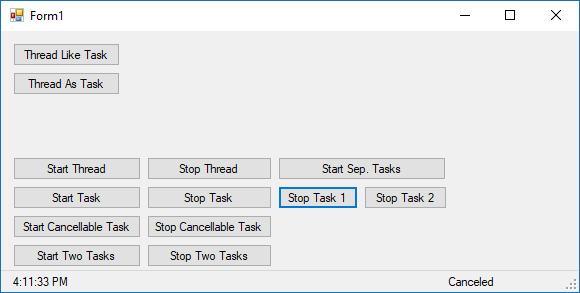 Form1
Thread Like Task
Thread As Task
Start Thread Stop Thread Start Sep. Tasks
Start Task Stop Task Stop Task 1 Stop Task 2
Start Cancellable Task Stop Cancellable Task
Start Two Tasks Stop Two Tasks
4:11:33 PM Canceled